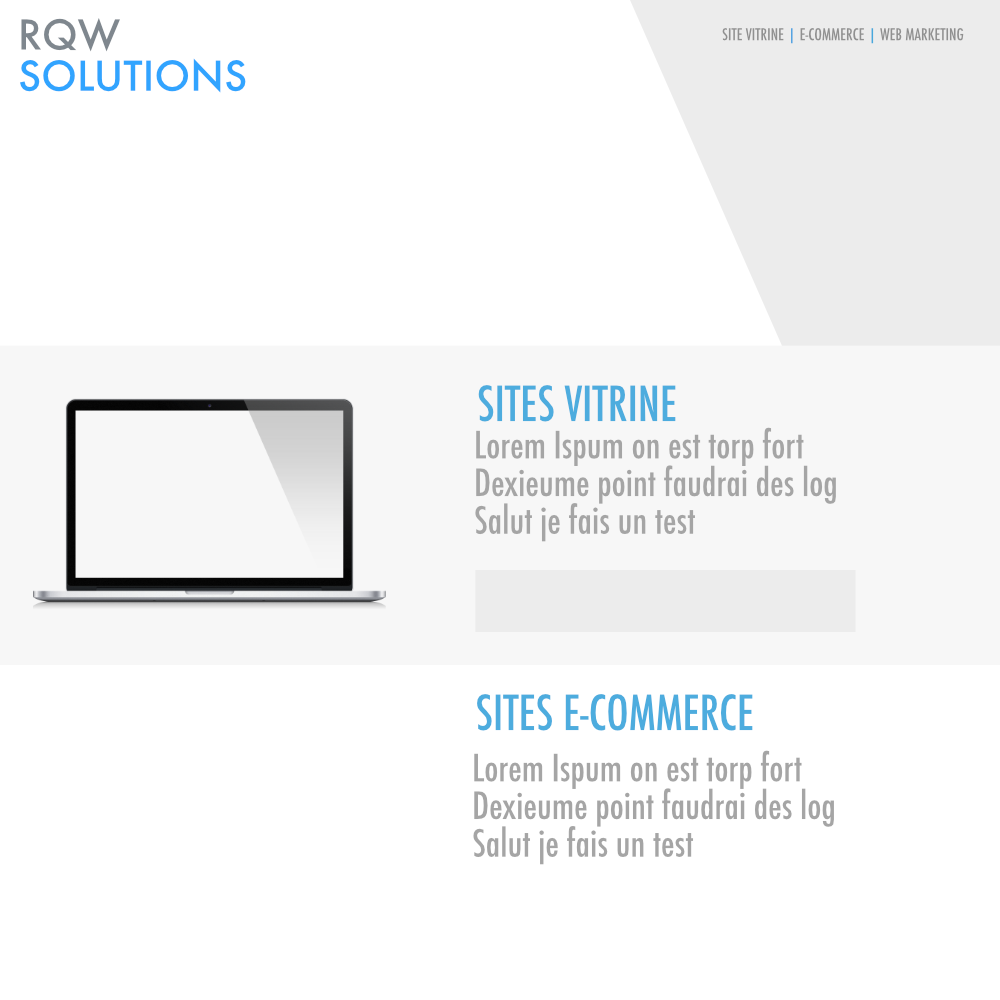 RQW
SOLUTIONS
SITE VITRINE | E-COMMERCE | WEB MARKETING
SITES VITRINE
Lorem Ispum on est torp fort
Dexieume point faudrai des log
Salut je fais un test
SITES E-COMMERCE
Lorem Ispum on est torp fort
Dexieume point faudrai des log
Salut je fais un test